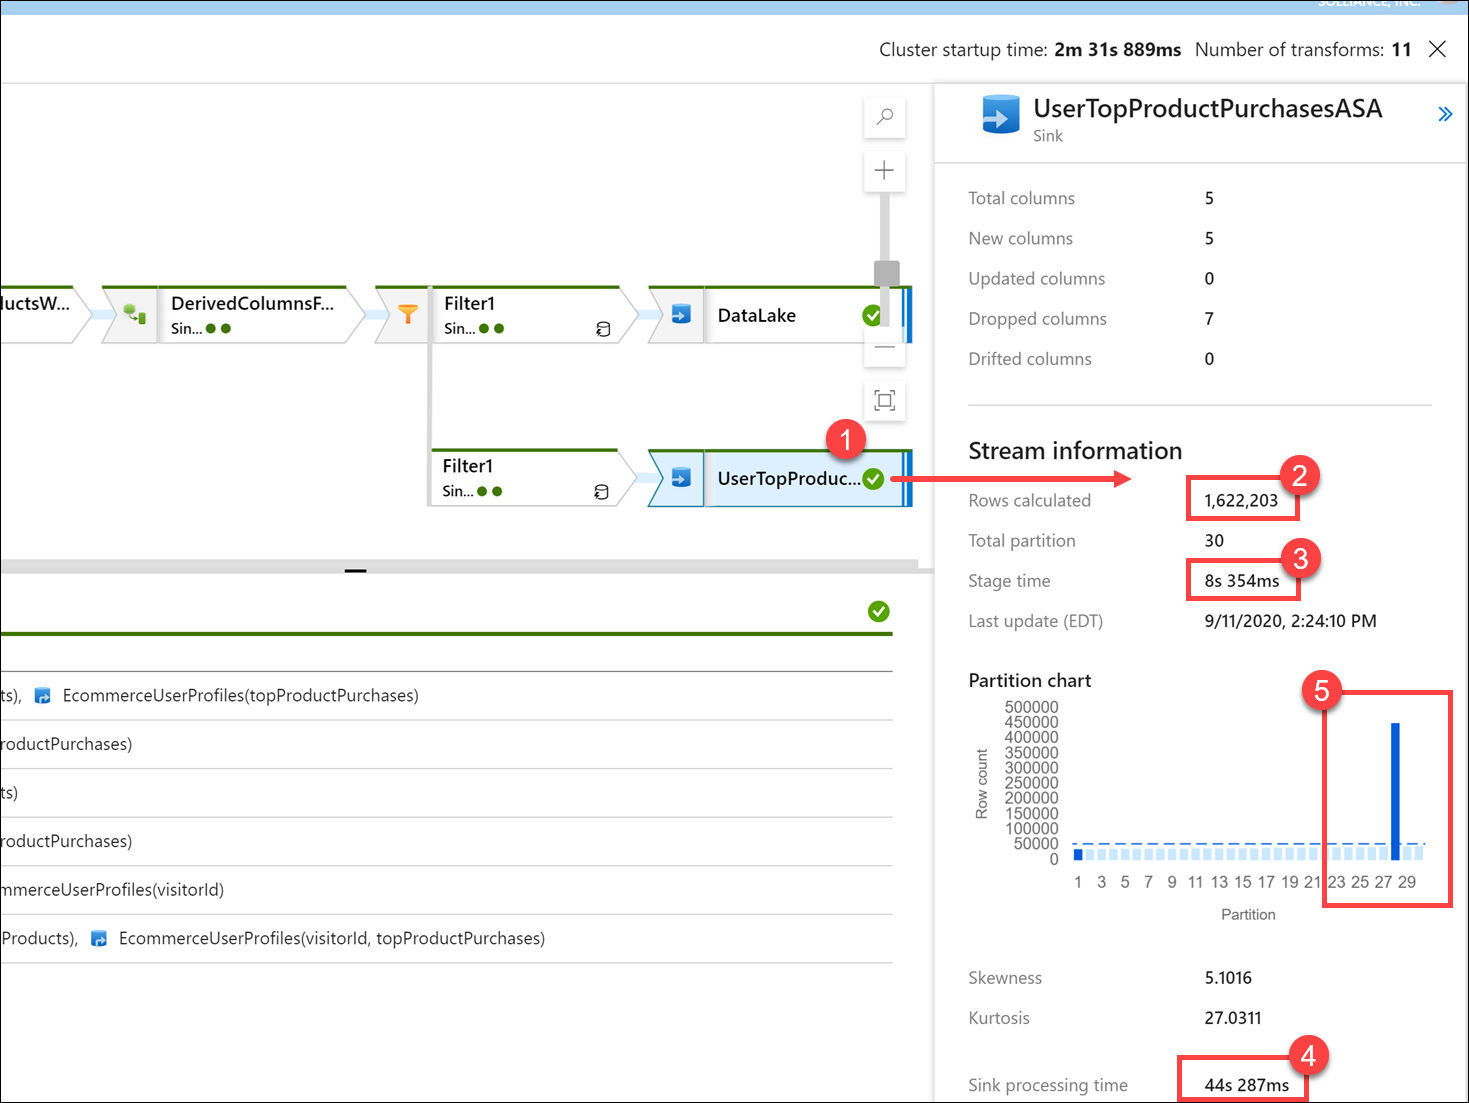 SOLLIANCE, INC.
Cluster startup time: 2m 31s 889ms Number of transforms: 11
UserTopProductPurchasesASA
Sink
Total columns 5
New columns 5
Updated columns 0
Dropped columns 7
Drifted columns 0
ductsW...
DerivedColumnsF...
Sin...
Filter1
Sin...
DataLake
1
Filter1
Sin...
UserTopProduc...
Stream information
2
Rows calculated 1,622,203
Total partition 30
3
Stage time 8s 354ms
Last update (EDT) 9/11/2020, 2:24:10 PM
ts), EcommerceUserProfiles(topProductPurchases)
roductPurchases)
ts)
roductPurchases)
mmerceUserProfiles(visitorId)
Products), EcommerceUserProfiles(visitorId, topProductPurchases)
Partition chart
5
500000
450000
400000
350000
300000
250000
200000
150000
100000
50000
0
Row count
1 3 5 7 9 11 13 15 17 19 21 23 25 27 29
Partition
Skewness 5.1016
Kurtosis 27.0311
4
Sink processing time 44s 287ms